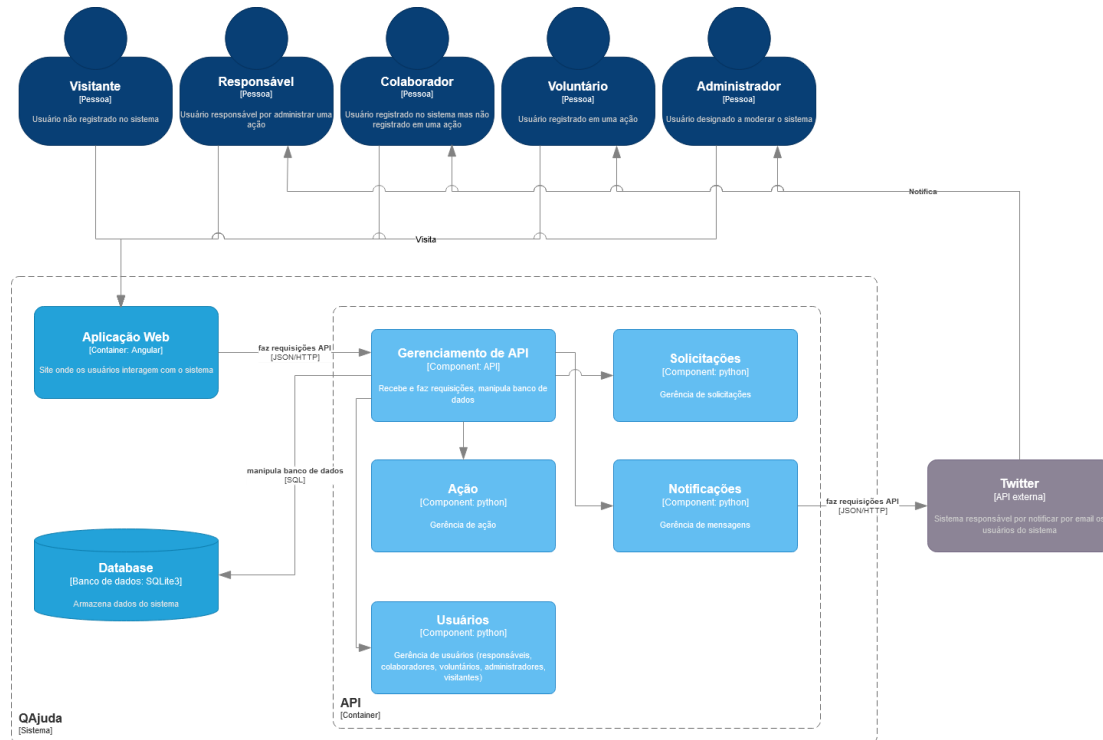 Visitante
[Pessoa]
Usuário não registrado no sistema
Responsável
[Pessoa]
Usuário responsável por administrar uma
ação
Colaborador
[Pessoa]
Usuário registrado no sistema mas não
registrado em uma ação
Voluntário
[Pessoa]
Usuário registrado em uma ação
Administrador
[Pessoa]
Usuário designado a moderar o sistema
Notifica
Visita
Aplicação Web
[Container: Angular]
Site onde os usuários interagem com o sistema
faz requisições API
[JSON/HTTP]
Gerenciamento de API
[Component: API]
Recebe e faz requisições, manipula banco de
dados
Solicitações
[Component: python]
Gerência de solicitações
manipula banco de dados
[SQL]
Ação
[Component: python]
Gerência de ação
Notificações
[Component: python]
Gerência de mensagens
faz requisições API
[JSON/HTTP]
Twitter
[API externa]
Sistema responsável por notificar por email os
usuários do sistema
Database
[Banco de dados: SQLite3]
Armazena dados do sistema
Usuários
[Component: python]
Gerência de usuários (responsáveis,
colaboradores, voluntários, administradores,
visitantes)
API
[Container]
QAjuda
[Sistema]